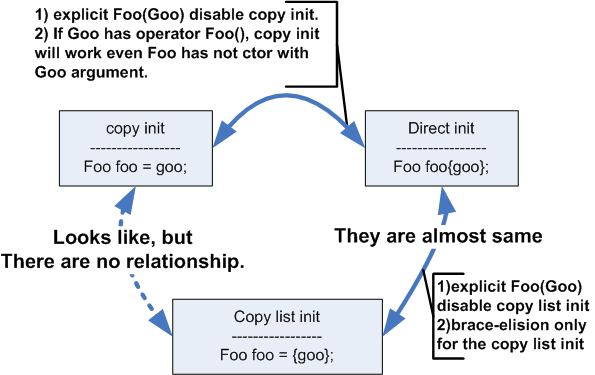 1) explicit Foo(Goo) disable copy init.
2) If Goo has operator Foo(), copy init
will work even Foo has not ctor with
Goo argument.
copy init
-----------------
Foo foo = goo;
Direct init
-----------------
Foo foo{goo};
Looks like, but
There are no relationship.
They are almost same
1)explicit Foo(Goo)
disable copy list init
2)brace-elision only
for the copy list init
Copy list init
-----------------
Foo foo = {goo};